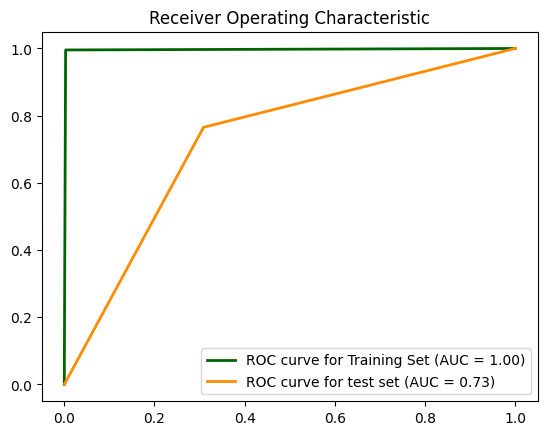 Receiver Operating Characteristic
1.0
0.8
0.6
0.4
0.2
0.0
ROC curve for Training Set (AUC = 1.00)
ROC curve for test set (AUC = 0.73)
0.0 0.2 0.4 0.6 0.8 1.0